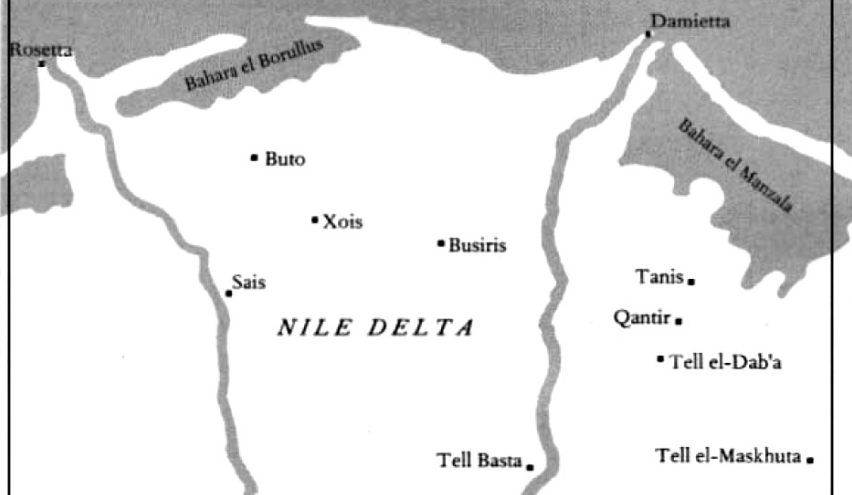 Damietta
Rosetta
Bahara el Borullus
Bahara el Manzala
Buto
Xois
Busiris
Sais
Tanis
NILE DELTA
Qantir
Tell el-Dab'a
Tell Basta
Tell el-Maskhuta